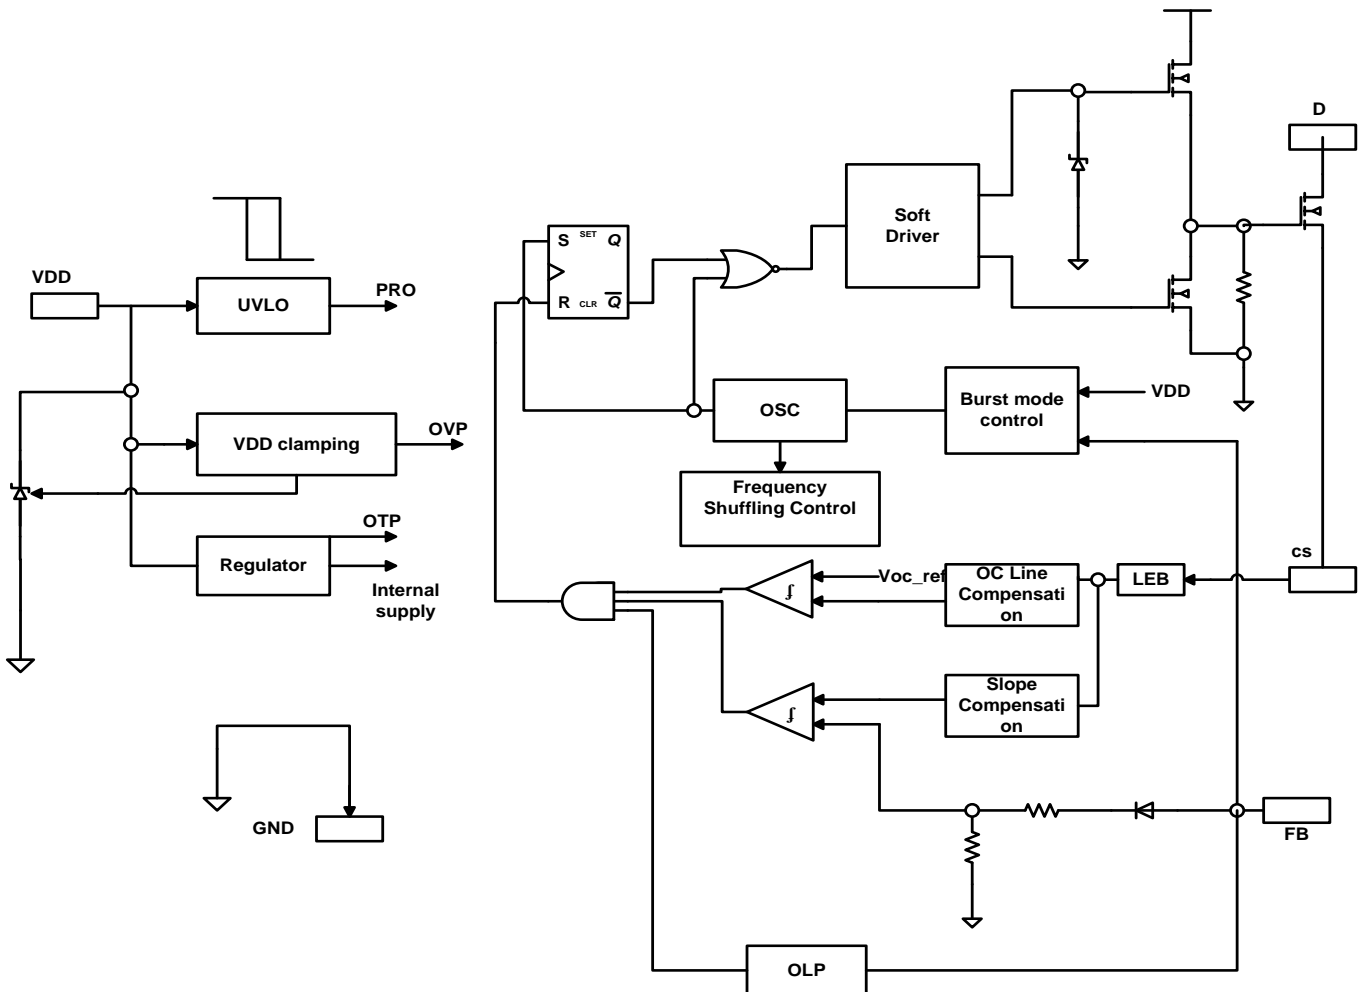 D
Soft
Driver
S SET Q
R CLR Q
VDD
UVLO
PRO
VDD clamping
OVP
OTP
Regulator
Internal
supply
OSC
Burst mode
control
VDD
Frequency
Shuffling Control
Voc_ref
OC Line
Compensati
on
LEB
cs
Slope
Compensati
on
GND
FB
OLP